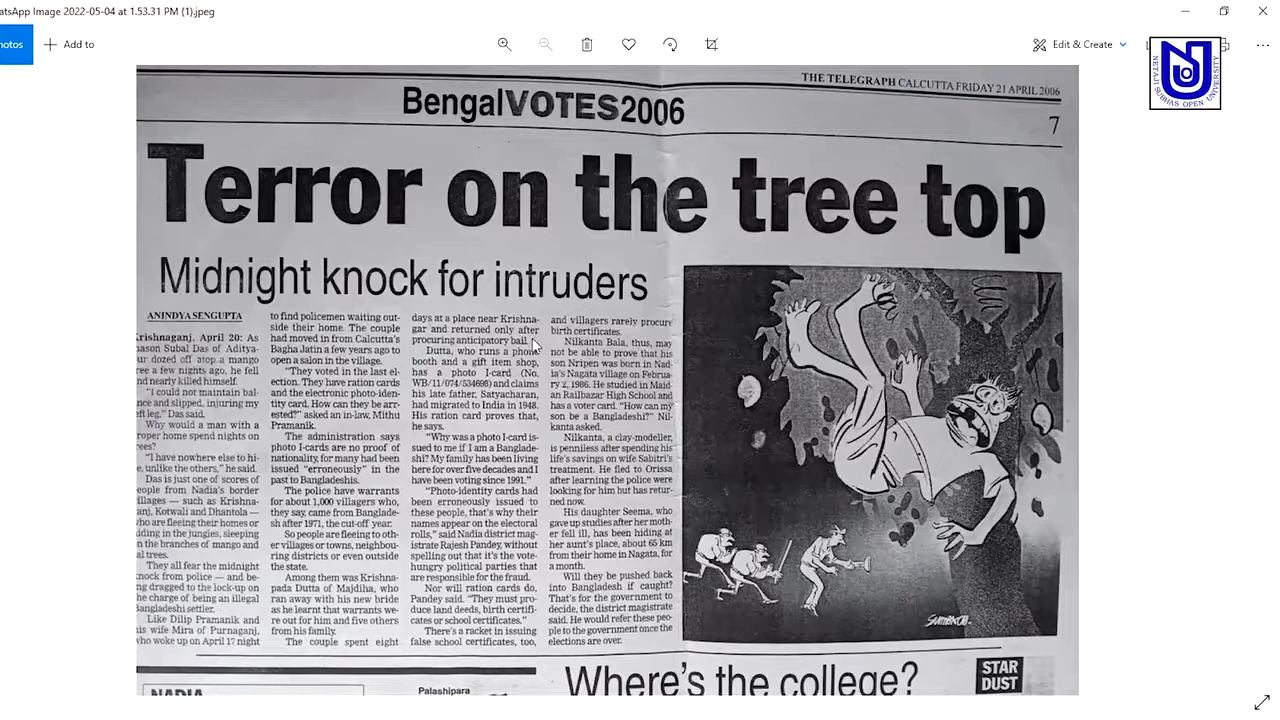 atsApp Image 2022-05-04 at 1.53.31 PM (1).jpeg
hotos
Add to
Edit & Create
NETAJI SUBHAS OPEN UNIVERSITY
THE TELEGRAPH CALCUTTA FRIDAY 21 APRIL 2006
BengalVOTES2006
7
Terror on the tree top
Midnight knock for intruders
ANINDYA SENGUPTA
Krishnaganj, April 20: As
mason Subal Das of Aditya-
ur dozed off atop a mango
ree a few nights ago, he fell
nd nearly killed himself.
"I could not maintain bal-
nce and slipped, injuring my
eft leg," Das said.
Why would a man with a
roper home spend nights on
rees?
"I have nowhere else to hi-
e, unlike the others," he said.
Das is just one of scores of
eople from Nadia's border
illages — such as Krishna-
anj, Kotwali and Dhantola —
who are fleeing their homes or
iding in the jungles, sleeping
n the branches of mango and
al trees.
They all fear the midnight
knock from police — and be-
ng dragged to the lock-up on
he charge of being an illegal
Bangladeshi settler.
Like Dilip Pramanik and
is wife Mira of Purnaganj,
who woke up on April 17 night
to find policemen waiting out-
side their home. The couple
had moved in from Calcutta's
Bagha Jatin a few years ago to
open a salon in the village.
"They voted in the last el-
ection. They have ration cards
and the electronic photo-iden-
tity card. How can they be arr-
ested?" asked an in-law, Mithu
Pramanik.
The administration says
photo I-cards are no proof of
nationality, for many had been
issued "erroneously" in the
past to Bangladeshis.
The police have warrants
for about 1,000 villagers who,
they say, came from Banglade-
sh after 1971, the cut-off year.
So people are fleeing to oth-
er villages or towns, neighbou-
ring districts or even outside
the state.
Among them was Krishna-
pada Dutta of Majdiha, who
ran away with his new bride
as he learnt that warrants we-
re out for him and five others
from his family.
The couple spent eight
days at a place near Krishna-
gar and returned only after
procuring anticipatory bail.
Dutta, who runs a phone
booth and a gift item shop,
has a photo I-card (No.
WB/11/074/534698) and claims
his late father, Satyacharan,
had migrated to India in 1948.
His ration card proves that,
he says.
"Why was a photo I-card is-
sued to me if I am a Banglade-
shi? My family has been living
here for over five decades and I
have been voting since 1991."
"Photo-identity cards had
been erroneously issued to
these people, that's why their
names appear on the electoral
rolls," said Nadia district mag-
istrate Rajesh Pandey, without
spelling out that it's the vote-
hungry political parties that
are responsible for the fraud.
Nor will ration cards do,
Pandey said. "They must pro-
duce land deeds, birth certifi-
cates or school certificates."
There's a racket in issuing
false school certificates, too,
and villagers rarely procure
birth certificates.
Nilkanta Bala, thus, may
not be able to prove that his
son Nripen was born in Nad-
ia's Nagata village on Februa-
ry 2, 1986. He studied in Maid-
an Railbazar High School and
has a voter card. "How can my
son be a Bangladeshi?" Nil-
kanta asked.
Nilkanta, a clay-modeller,
is penniless after spending his
life's savings on wife Sabitri's
treatment. He fled to Orissa
after learning the police were
looking for him but has retur-
ned now.
His daughter Seema, who
gave up studies after her moth-
er fell ill, has been hiding at
her aunt's place, about 65 km
from their home in Nagata, for
a month.
Will they be pushed back
into Bangladesh if caught?
That's for the government to
decide, the district magistrate
said. He would refer these peo-
ple to the government once the
elections are over.
Where's the college?
STAR
DUST
NADIA
Palashipara